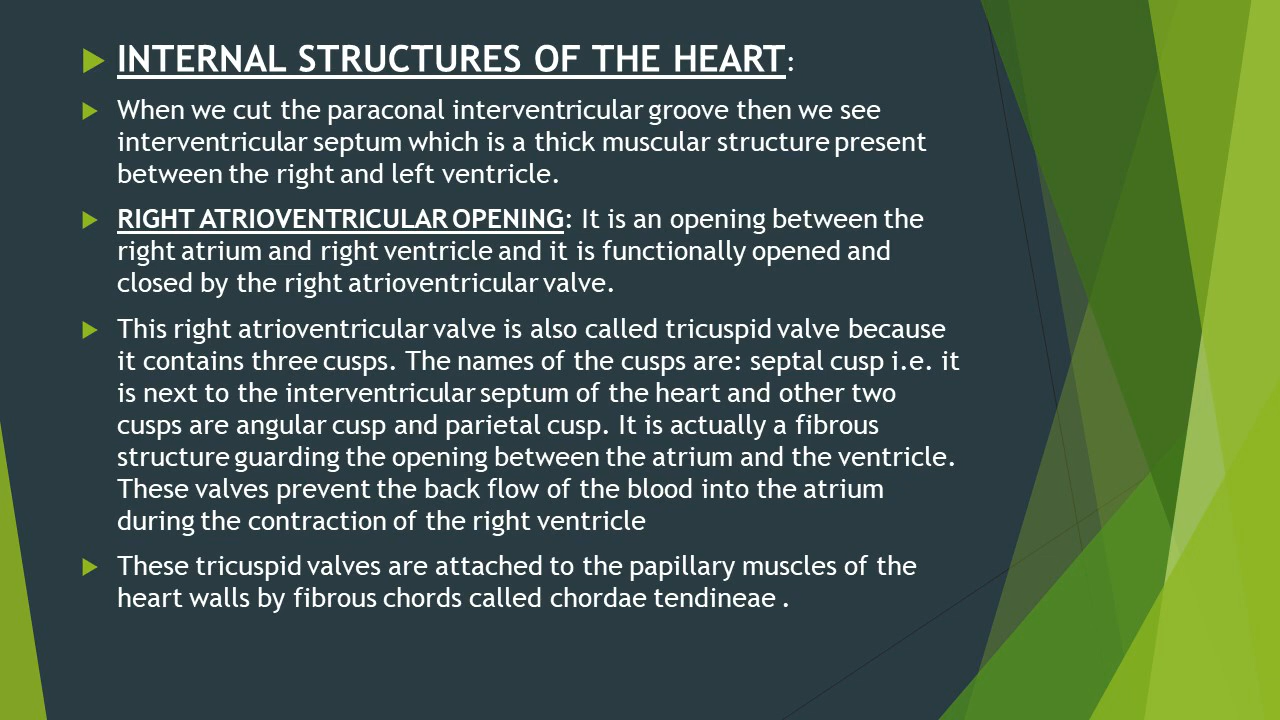 INTERNAL STRUCTURES OF THE HEART:
When we cut the paraconal interventricular groove then we see
interventricular septum which is a thick muscular structure present
between the right and left ventricle.
RIGHT ATRIOVENTRICULAR OPENING: It is an opening between the
right atrium and right ventricle and it is functionally opened and
closed by the right atrioventricular valve.
This right atrioventricular valve is also called tricuspid valve because
it contains three cusps. The names of the cusps are: septal cusp i.e. it
is next to the interventricular septum of the heart and other two
cusps are angular cusp and parietal cusp. It is actually a fibrous
structure guarding the opening between the atrium and the ventricle.
These valves prevent the back flow of the blood into the atrium
during the contraction of the right ventricle
These tricuspid valves are attached to the papillary muscles of the
heart walls by fibrous chords called chordae tendineae .